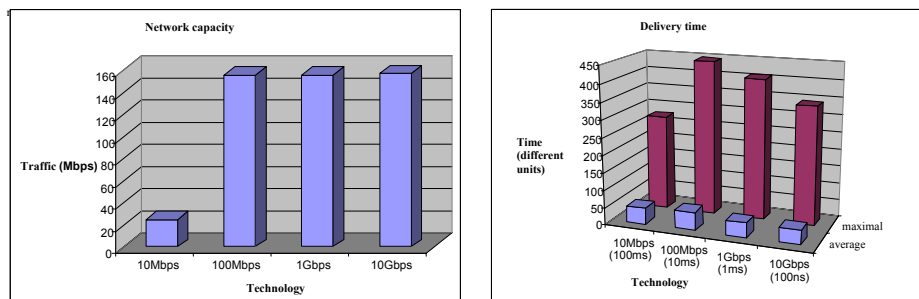 Network capacity
160
140
120
100
80
60
40
20
0
Traffic (Mbps)
10Mbps 100Mbps 1Gbps 10Gbps
Technology
Delivery time
450
400
350
300
250
200
150
100
50
0
Time
(different
units)
maximal
average
10Mbps
(100ms)
100Mbps
(10ms)
1Gbps
(1ms)
10Gbps
(100ns)
Technology